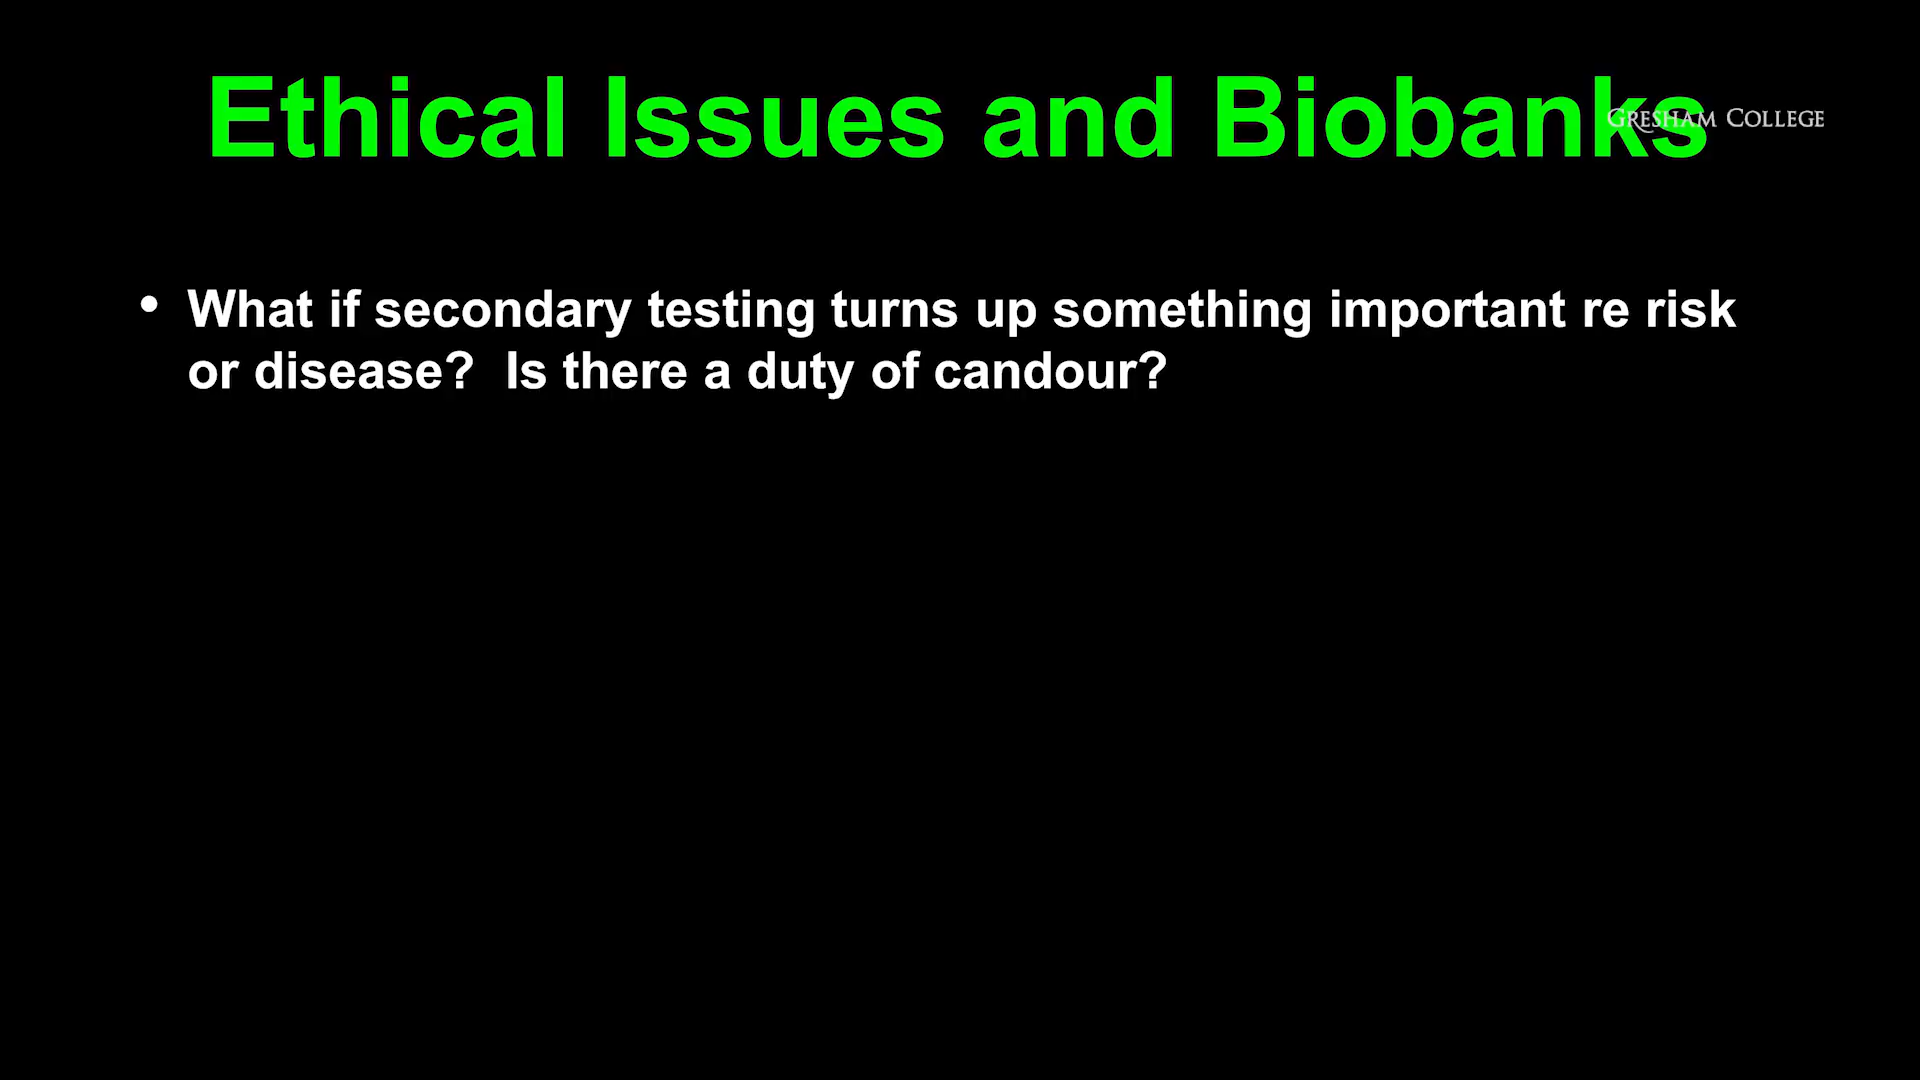 Ethical Issues and Biobanks
GRESHAM COLLEGE
• What if secondary testing turns up something important re risk
or disease?  Is there a duty of candour?